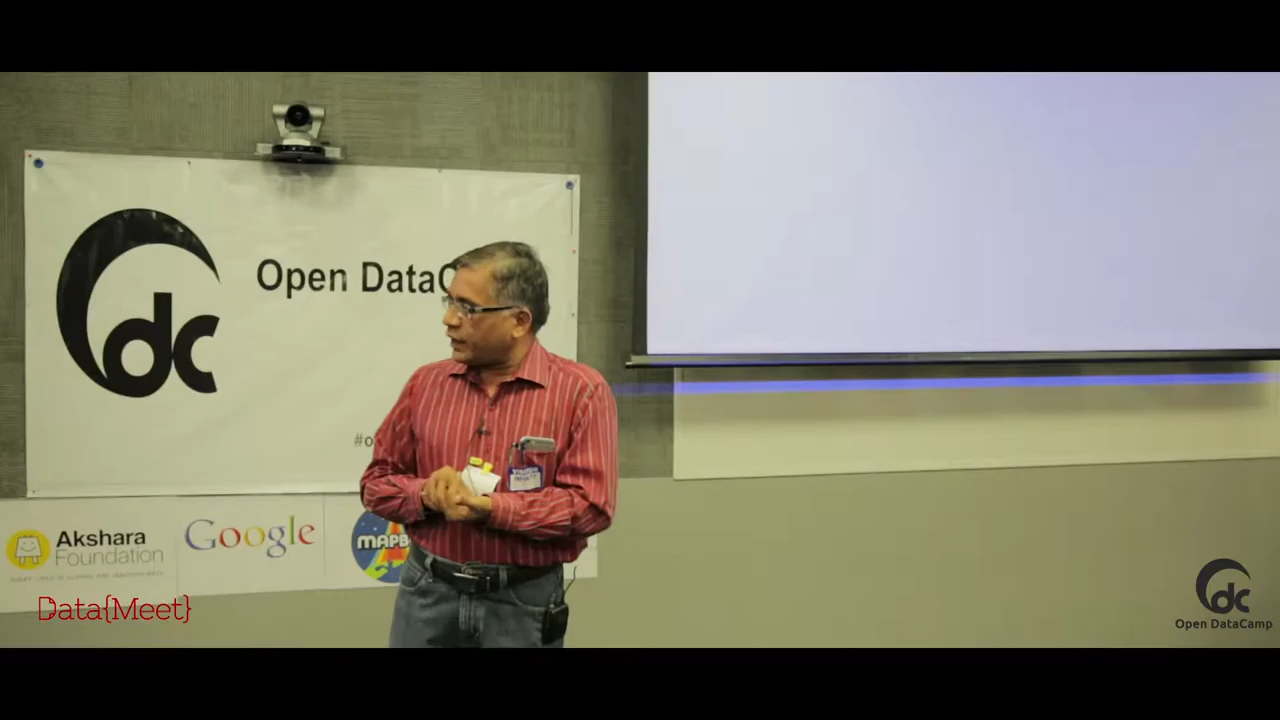 dc
Open DataC
#o
Akshara
Foundation
Google
MAPB
Data{Meet}
dc
Open DataCamp